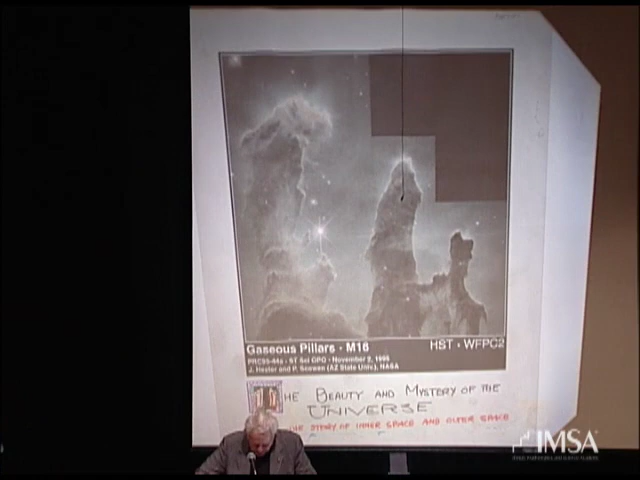 Gaseous Pillars · M16
HST · WFPC2
PRC95-44a · ST ScI OPO · November 2, 1995
J. Hester and P. Scowen (AZ State Univ.), NASA
THE BEAUTY AND MYSTERY OF THE
UNIVERSE
THE STORY OF INNER SPACE AND OUTER SPACE
IMSA